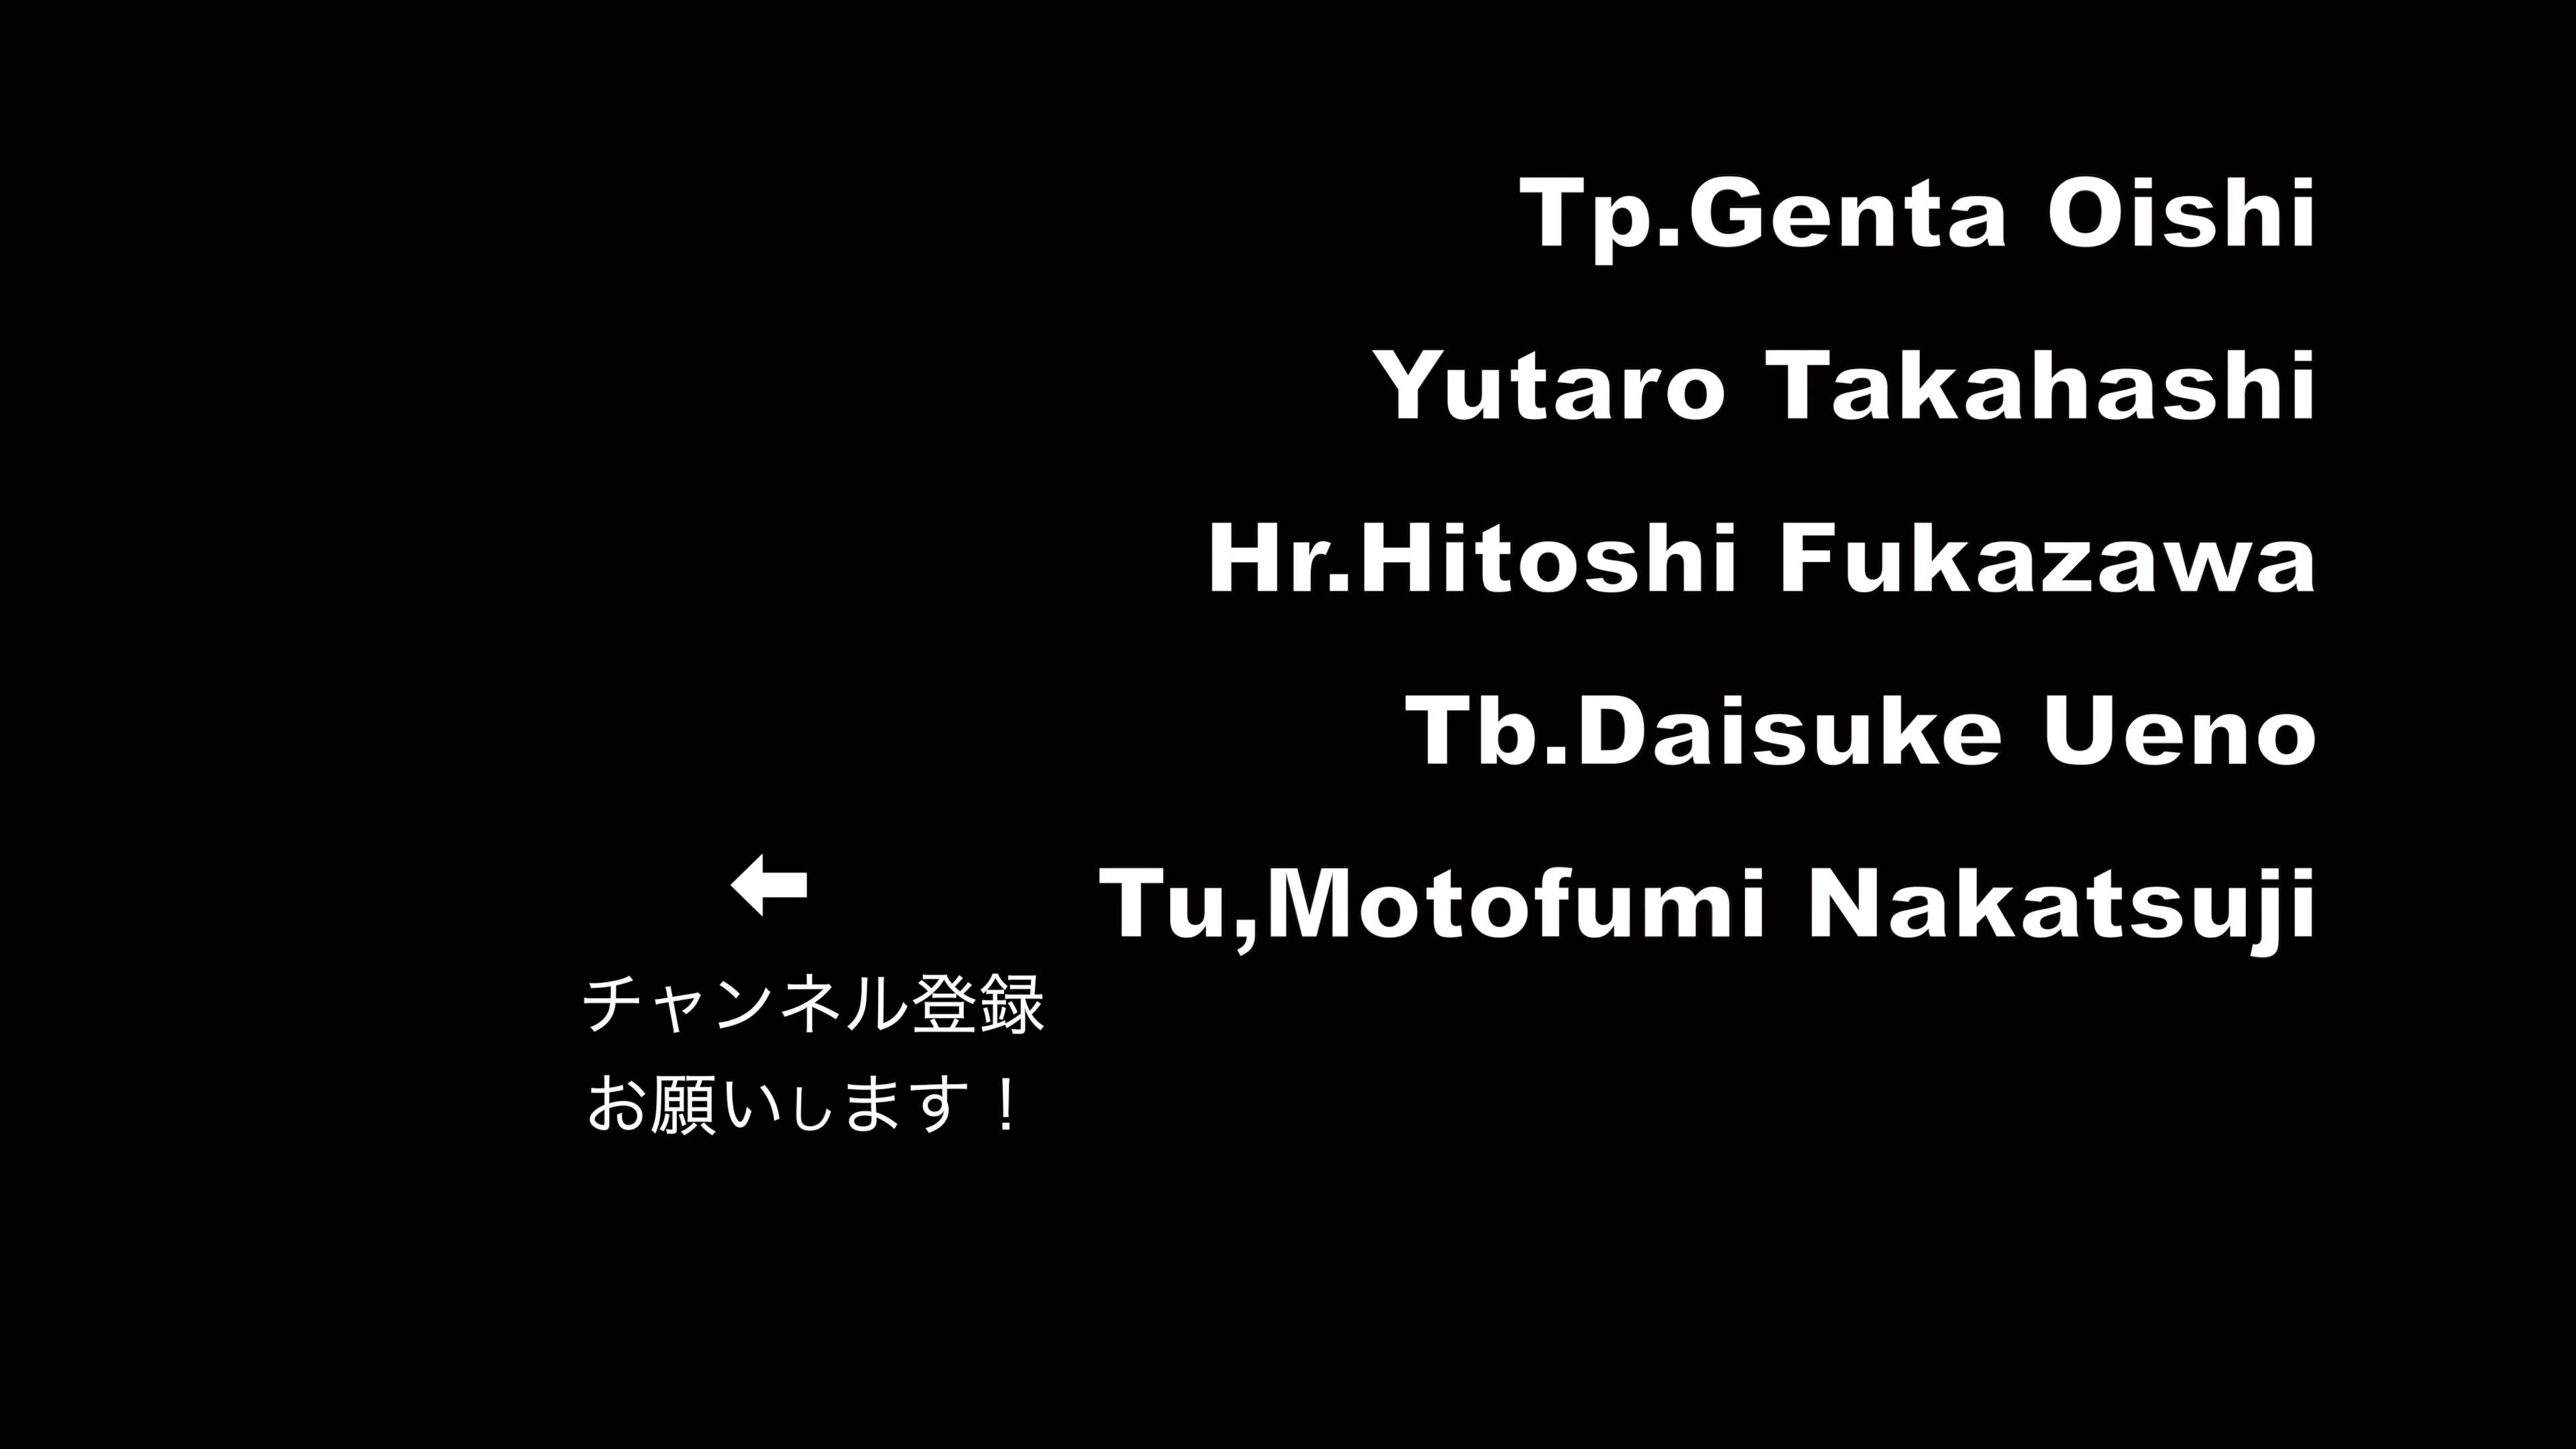 Tp.Genta Oishi
Yutaro Takahashi
Hr.Hitoshi Fukazawa
Tb.Daisuke Ueno
Tu,Motofumi Nakatsuji
チャンネル登録
お願いします！